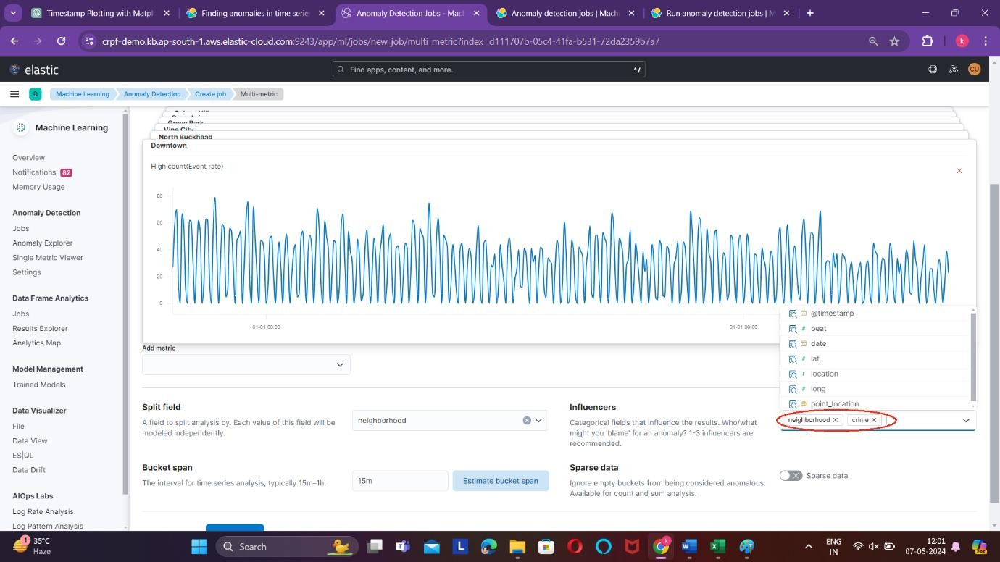 Timestamp Plotting with Matpl
Finding anomalies in time serie
Anomaly Detection Jobs - Mac
Anomaly detection jobs | Mach
Run anomaly detection jobs | M
crpf-demo.kb.ap-south-1.aws.elastic-cloud.com:9243/app/ml/jobs/new_job/multi_metric?index=d111707b-05c4-41fa-b531-72da2359b7a7
k
elastic
Find apps, content, and more.
^/
CU
D
Machine Learning
Anomaly Detection
Create job
Multi-metric
Machine Learning
Overview
Notifications 82
Memory Usage
Anomaly Detection
Jobs
Anomaly Explorer
Single Metric Viewer
Settings
Data Frame Analytics
Jobs
Results Explorer
Analytics Map
Model Management
Trained Models
Data Visualizer
File
Data View
ES|QL
Data Drift
AIOps Labs
Log Rate Analysis
Log Pattern Analysis
Grove Park
Vine City
North Buckhead
Downtown
High count(Event rate)
80
60
40
20
0
01-01 00:00
01-01 00:00
Add metric
@timestamp
beat
date
lat
location
long
point_location
Split field
A field to split analysis by. Each value of this field will be
modeled independently.
neighborhood
Influencers
Categorical fields that influence the results. Who/what
might you 'blame' for an anomaly? 1-3 influencers are
recommended.
neighborhood
crime
Bucket span
The interval for time series analysis, typically 15m–1h.
15m
Estimate bucket span
Sparse data
Ignore empty buckets from being considered anomalous.
Available for count and sum analysis.
Sparse data
1
35°C
Haze
Search
ENG
IN
12:01
07-05-2024